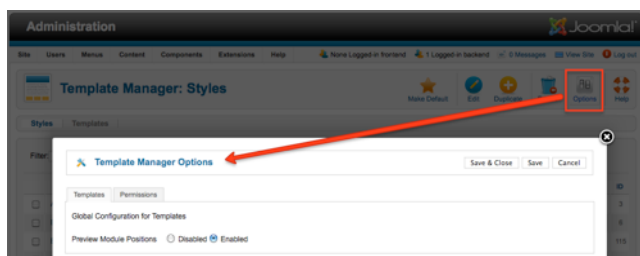 Administration
Joomla!
Site Users Menus Content Components Extensions Help None Logged-in frontend 1 Logged-in backend 0 Messages View Site Log out
Template Manager: Styles
Make Default Edit Duplicate Options Help
Styles Templates
Filter:
Template Manager Options
Save & Close Save Cancel
Templates Permissions
ID
Global Configuration for Templates
3
Preview Module Positions Disabled Enabled